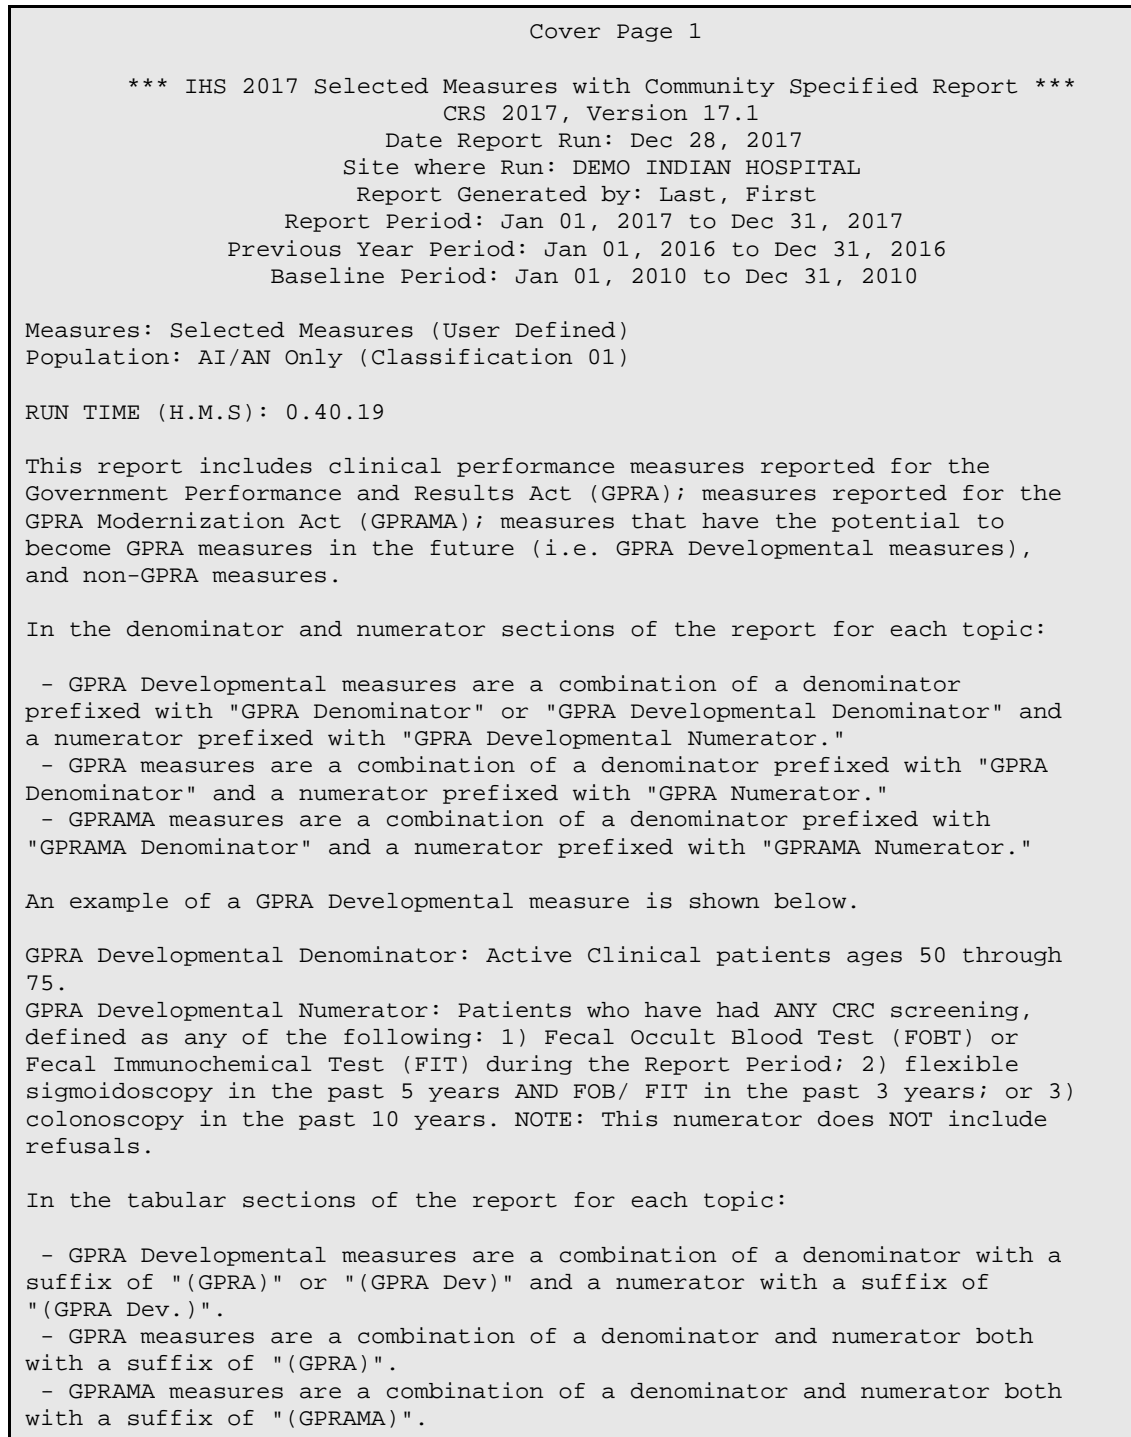 Cover Page 1
*** IHS 2017 Selected Measures with Community Specified Report ***
CRS 2017, Version 17.1
Date Report Run: Dec 28, 2017
Site where Run: DEMO INDIAN HOSPITAL
Report Generated by: Last, First
Report Period: Jan 01, 2017 to Dec 31, 2017
Previous Year Period: Jan 01, 2016 to Dec 31, 2016
Baseline Period: Jan 01, 2010 to Dec 31, 2010
Measures: Selected Measures (User Defined)
Population: AI/AN Only (Classification 01)
RUN TIME (H.M.S): 0.40.19
This report includes clinical performance measures reported for the
Government Performance and Results Act (GPRA); measures reported for the
GPRA Modernization Act (GPRAMA); measures that have the potential to
become GPRA measures in the future (i.e. GPRA Developmental measures),
and non-GPRA measures.
In the denominator and numerator sections of the report for each topic:
- GPRA Developmental measures are a combination of a denominator
prefixed with "GPRA Denominator" or "GPRA Developmental Denominator" and
a numerator prefixed with "GPRA Developmental Numerator."
- GPRA measures are a combination of a denominator prefixed with "GPRA
Denominator" and a numerator prefixed with "GPRA Numerator."
- GPRAMA measures are a combination of a denominator prefixed with
"GPRAMA Denominator" and a numerator prefixed with "GPRAMA Numerator."
An example of a GPRA Developmental measure is shown below.
GPRA Developmental Denominator: Active Clinical patients ages 50 through
75.
GPRA Developmental Numerator: Patients who have had ANY CRC screening,
defined as any of the following: 1) Fecal Occult Blood Test (FOBT) or
Fecal Immunochemical Test (FIT) during the Report Period; 2) flexible
sigmoidoscopy in the past 5 years AND FOB/ FIT in the past 3 years; or 3)
colonoscopy in the past 10 years. NOTE: This numerator does NOT include
refusals.
In the tabular sections of the report for each topic:
- GPRA Developmental measures are a combination of a denominator with a
suffix of "(GPRA)" or "(GPRA Dev)" and a numerator with a suffix of
"(GPRA Dev.)".
- GPRA measures are a combination of a denominator and numerator both
with a suffix of "(GPRA)".
- GPRAMA measures are a combination of a denominator and numerator both
with a suffix of "(GPRAMA)".